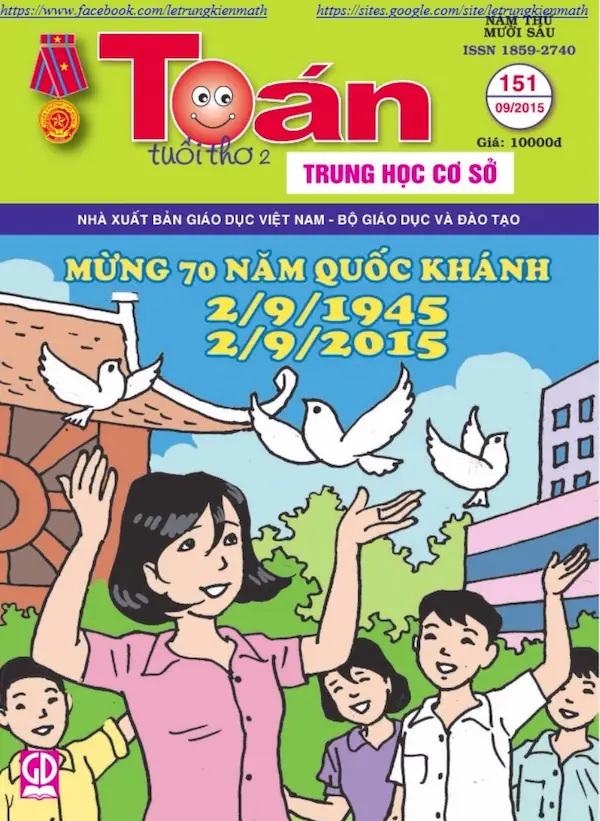 https://www.facebook.com/letrungkienmath
https://sites.google.com/site/letrungkienmath
NĂM THỨ
MƯỜI SÁU
ISSN 1859-2740
151
09/2015
Giá: 10000đ
Toán
tuổi thơ 2
TRUNG HỌC CƠ SỞ
NHÀ XUẤT BẢN GIÁO DỤC VIỆT NAM - BỘ GIÁO DỤC VÀ ĐÀO TẠO
MỪNG 70 NĂM QUỐC KHÁNH
2/9/1945
2/9/2015
GD